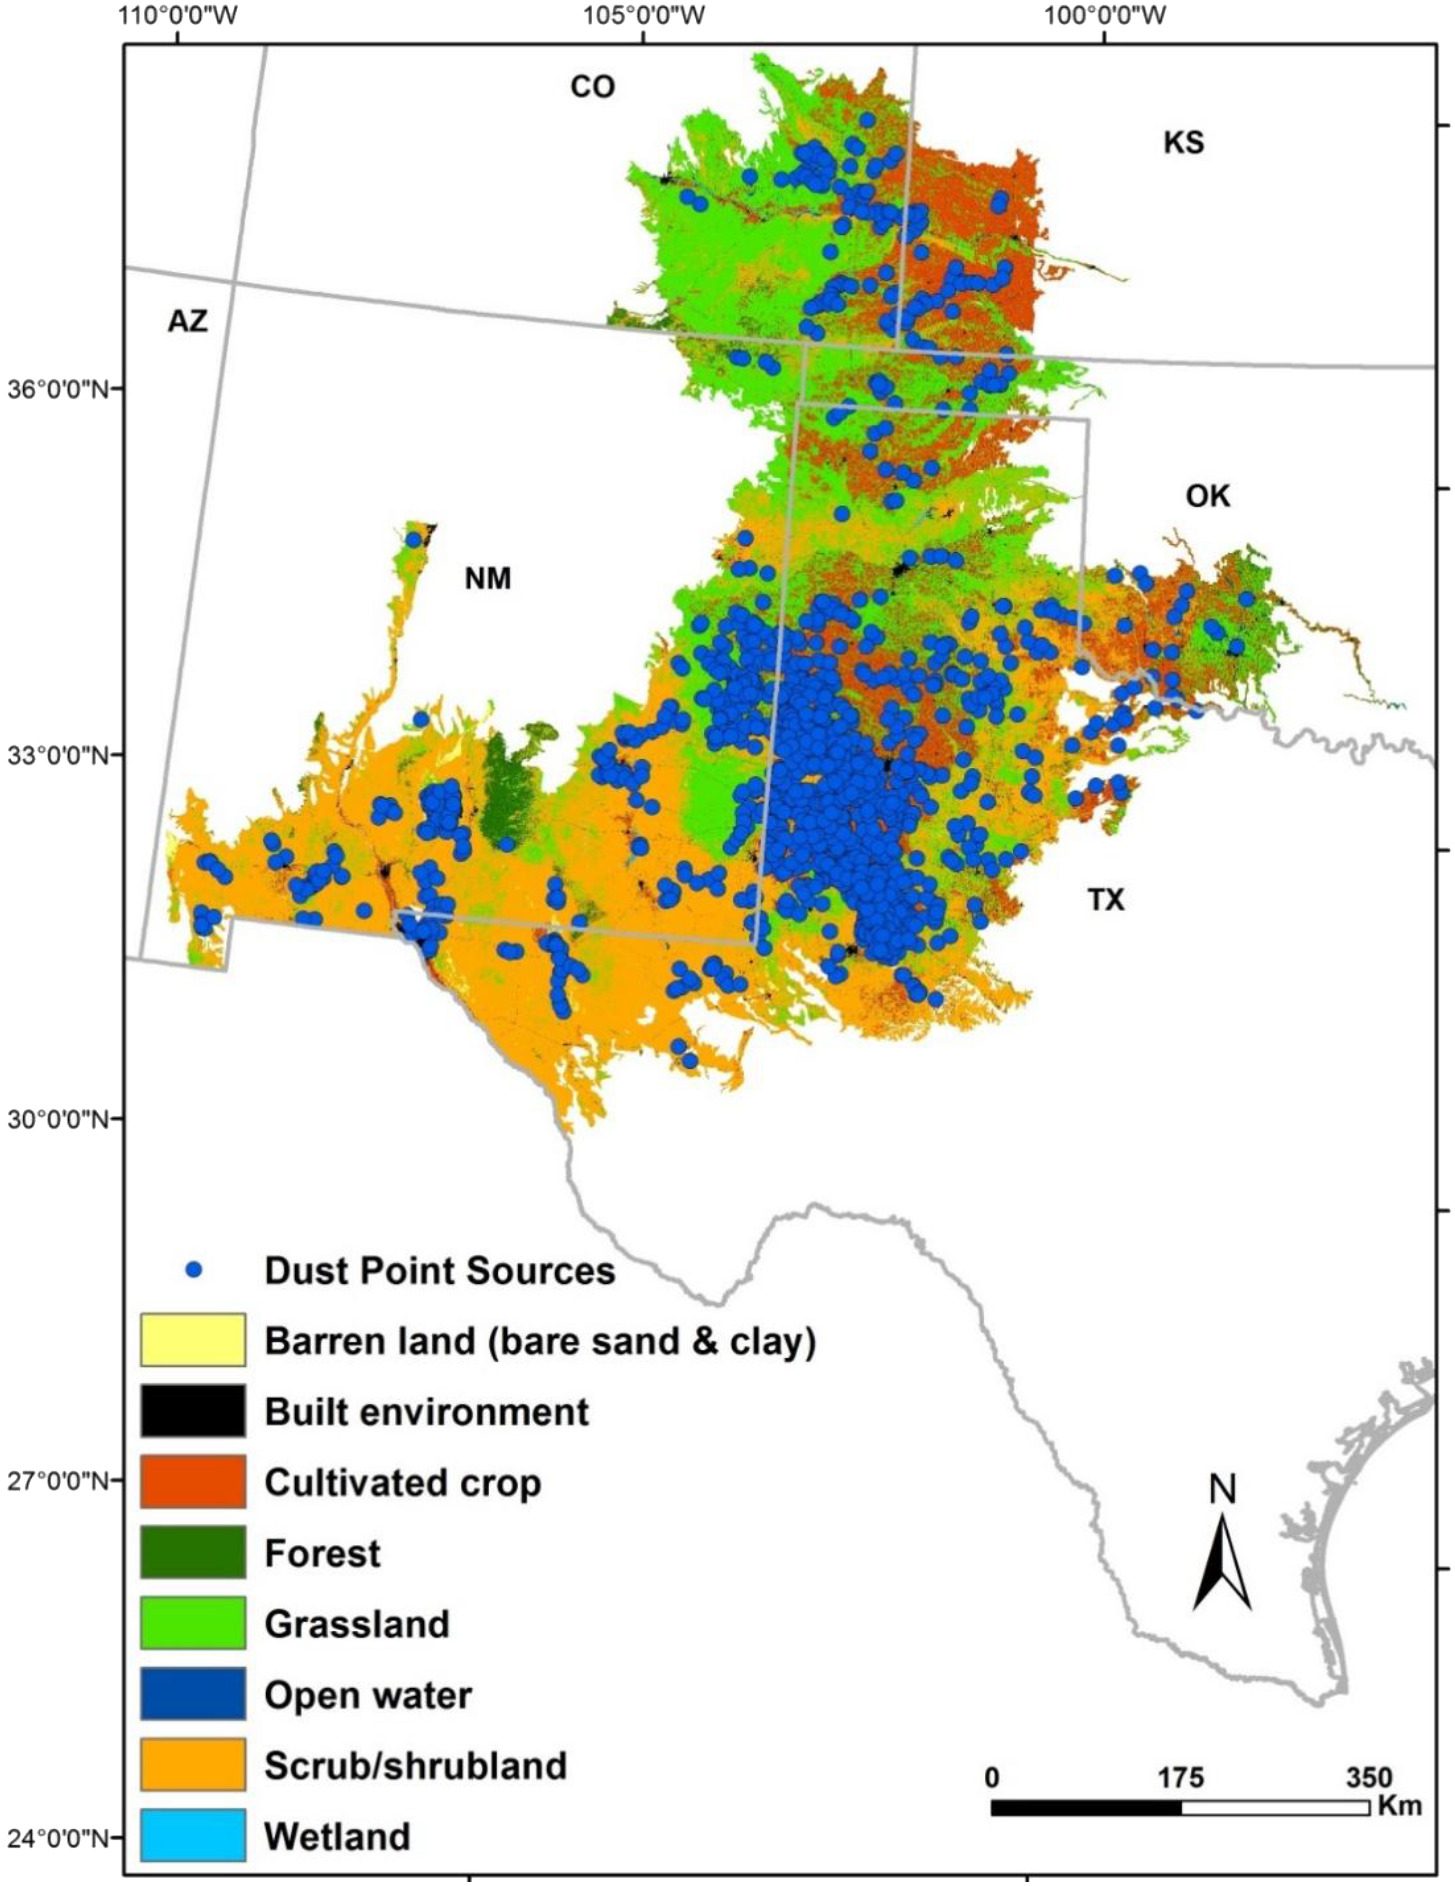 110°0'0"W 105°0'0"W 100°0'0"W
CO
KS
AZ
36°0'0"N
OK
NM
33°0'0"N
TX
30°0'0"N
Dust Point Sources
Barren land (bare sand & clay)
Built environment
27°0'0"N
Cultivated crop
N
Forest
Grassland
Open water
Scrub/shrubland
0 175 350
Km
Wetland
24°0'0"N